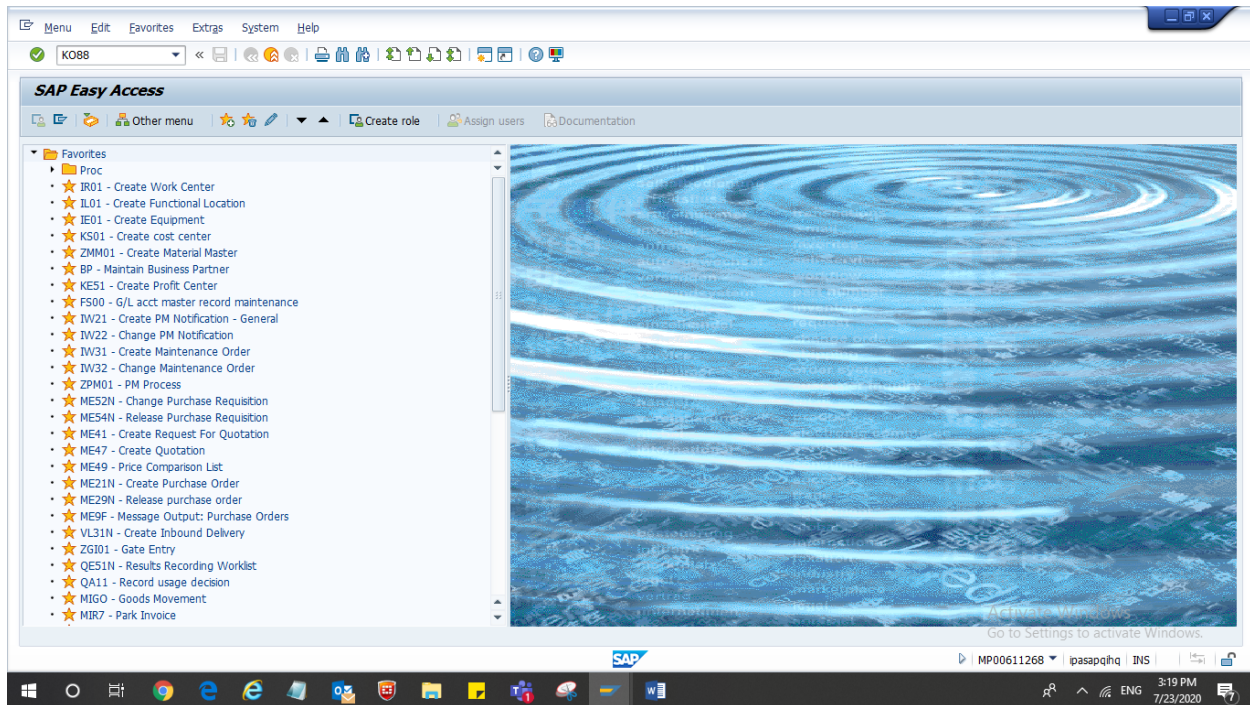 Menu Edit Favorites Extras System Help
KO88
SAP Easy Access
Other menu Create role Assign users Documentation
Favorites
Proc
IR01 - Create Work Center
IL01 - Create Functional Location
IE01 - Create Equipment
KS01 - Create cost center
ZMM01 - Create Material Master
BP - Maintain Business Partner
KE51 - Create Profit Center
FS00 - G/L acct master record maintenance
IW21 - Create PM Notification - General
IW22 - Change PM Notification
IW31 - Create Maintenance Order
IW32 - Change Maintenance Order
ZPM01 - PM Process
ME52N - Change Purchase Requisition
ME54N - Release Purchase Requisition
ME41 - Create Request For Quotation
ME47 - Create Quotation
ME49 - Price Comparison List
ME21N - Create Purchase Order
ME29N - Release purchase order
ME9F - Message Output: Purchase Orders
VL31N - Create Inbound Delivery
ZGI01 - Gate Entry
QE51N - Results Recording Worklist
QA11 - Record usage decision
MIGO - Goods Movement
MIR7 - Park Invoice
Activate Windows
Go to Settings to activate Windows.
SAP MP00611268 ipasapqihq INS
ENG 3:19 PM
7/23/2020